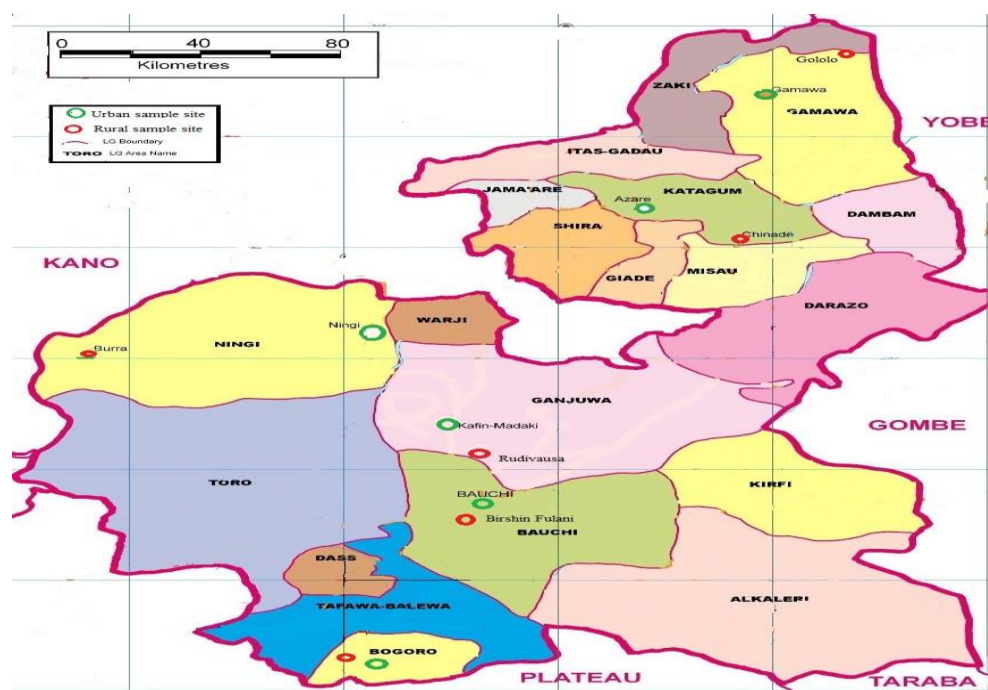 0 40 80
Kilometres
Urban sample site
Rural sample site
LG Boundary
TORO LG Area Name
Gololo
ZAKI
Gamawa
GAMAWA
YOBE
ITAS-GADAU
JAMA'ARE
KATAGUM
Azare
DAMBAM
SHIRA
Chinade
KANO
GIADE
MISAU
DARAZO
Ningi
WARJI
NINGI
Burra
GANJUWA
Kafin-Madaki
GOMBE
Rudivausa
TORO
KIRFI
BAUCHI
Birshin Fulani
BAUCHI
DASS
ALKALERI
TAFAWA-BALEWA
BOGORO
PLATEAU
TARABA